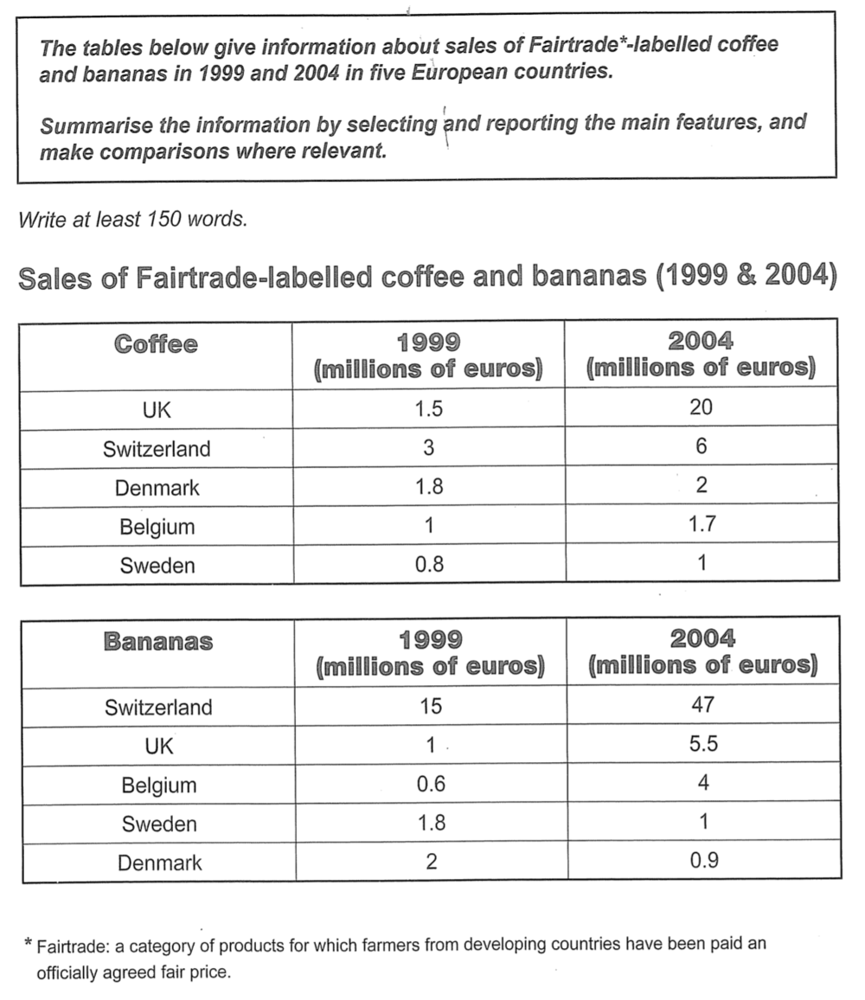 The tables below give information about sales of Fairtrade*-labelled coffee
and bananas in 1999 and 2004 in five European countries.
Summarise the information by selecting and reporting the main features, and
make comparisons where relevant.
Write at least 150 words.
Sales of Fairtrade-labelled coffee and bananas (1999 & 2004)
Coffee 1999 2004
(millions of euros) (millions of euros)
UK 1.5 20
Switzerland 3 6
Denmark 1.8 2
Belgium 1 1.7
Sweden 0.8 1
Bananas 1999 2004
(millions of euros) (millions of euros)
Switzerland 15 47
UK 1 5.5
Belgium 0.6 4
Sweden 1.8 1
Denmark 2 0.9
* Fairtrade: a category of products for which farmers from developing countries have been paid an
officially agreed fair price.